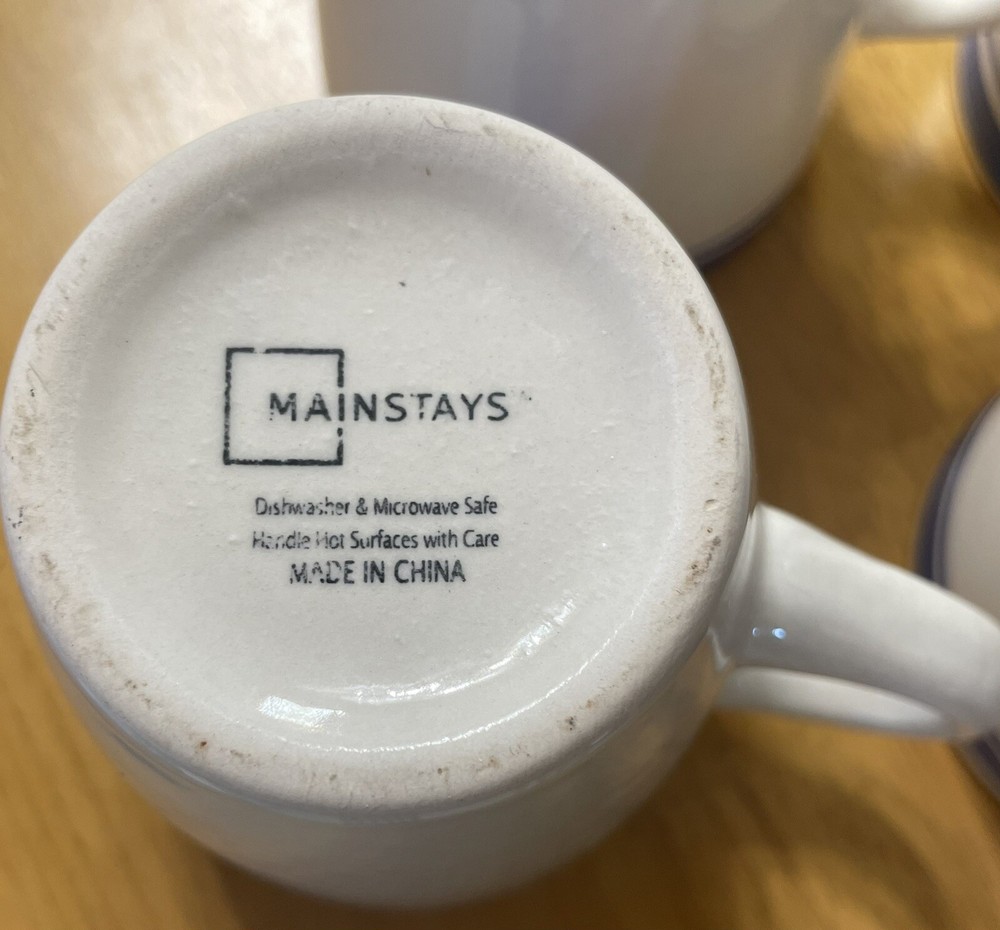 MAINSTAYS
Dishwasher & Microwave Safe
Handle Hot Surfaces with Care
MADE IN CHINA